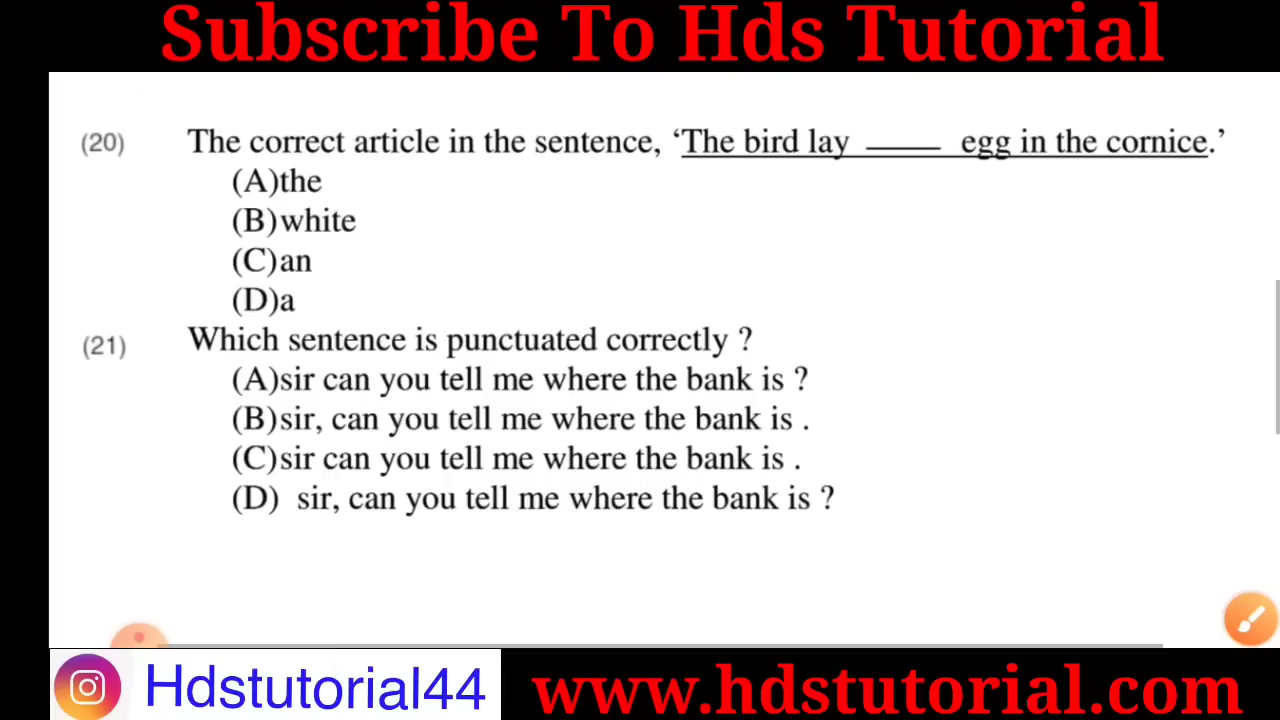 Subscribe To Hds Tutorial
(20) The correct article in the sentence, ‘The bird lay ____ egg in the cornice.’
(A)the
(B)white
(C)an
(D)a
(21) Which sentence is punctuated correctly ?
(A)sir can you tell me where the bank is ?
(B)sir, can you tell me where the bank is .
(C)sir can you tell me where the bank is .
(D) sir, can you tell me where the bank is ?
Hdstutorial44 www.hdstutorial.com